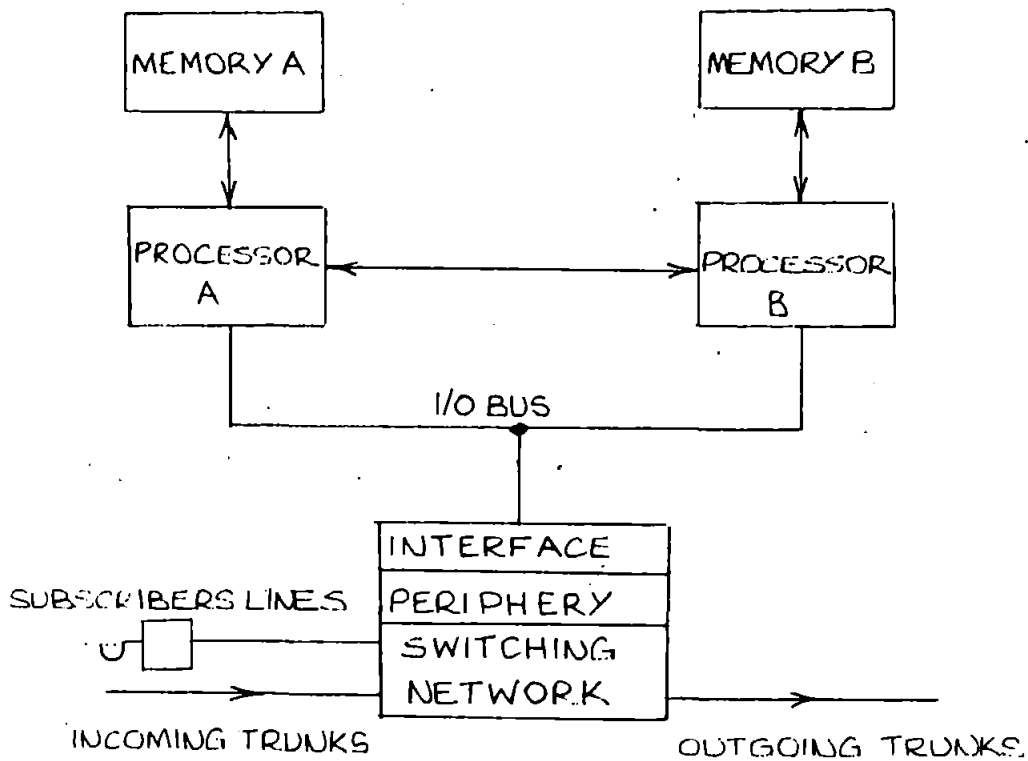 MEMORY A
MEMORY B
PROCESSOR
A
PROCESSOR
B
I/O BUS
INTERFACE
SUBSCRIBERS LINES
PERIPHERY
SWITCHING
NETWORK
INCOMING TRUNKS
OUTGOING TRUNKS